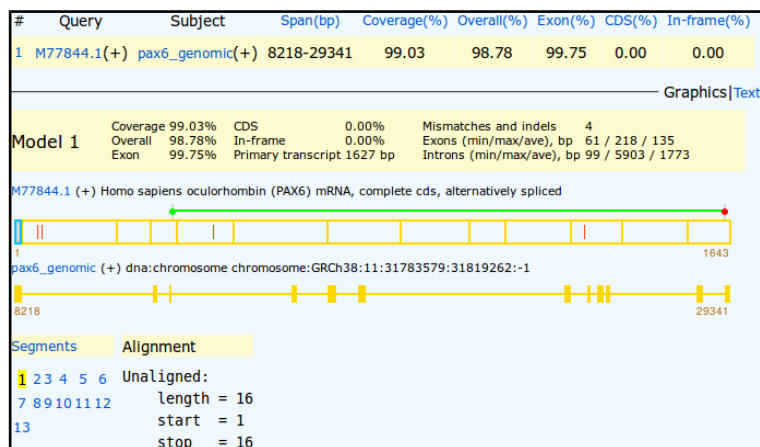 # Query Subject Span(bp) Coverage(%) Overall(%) Exon(%) CDS(%) In-frame(%)
1 M77844.1(+) pax6_genomic(+) 8218-29341 99.03 98.78 99.75 0.00 0.00
Graphics|Text
Model 1
Coverage 99.03% CDS 0.00% Mismatches and indels 4
Overall 98.78% In-frame 0.00% Exons (min/max/ave), bp 61 / 218 / 135
Exon 99.75% Primary transcript 1627 bp Introns (min/max/ave), bp 99 / 5903 / 1773
M77844.1 (+) Homo sapiens oculorhombin (PAX6) mRNA, complete cds, alternatively spliced
1 1643
pax6_genomic (+) dna:chromosome chromosome:GRCh38:11:31783579:31819262:-1
8218 29341
Segments Alignment
1 2 3 4 5 6 Unaligned:
7 8 9 10 11 12 length = 16
13 start = 1
stop = 16